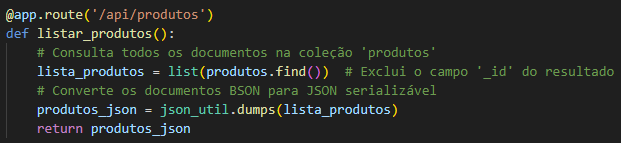 @app.route('/api/produtos')
def listar_produtos():
    # Consulta todos os documentos na coleção 'produtos'
    lista_produtos = list(produtos.find())  # Exclui o campo '_id' do resultado
    # Converte os documentos BSON para JSON serializável
    produtos_json = json_util.dumps(lista_produtos)
    return produtos_json